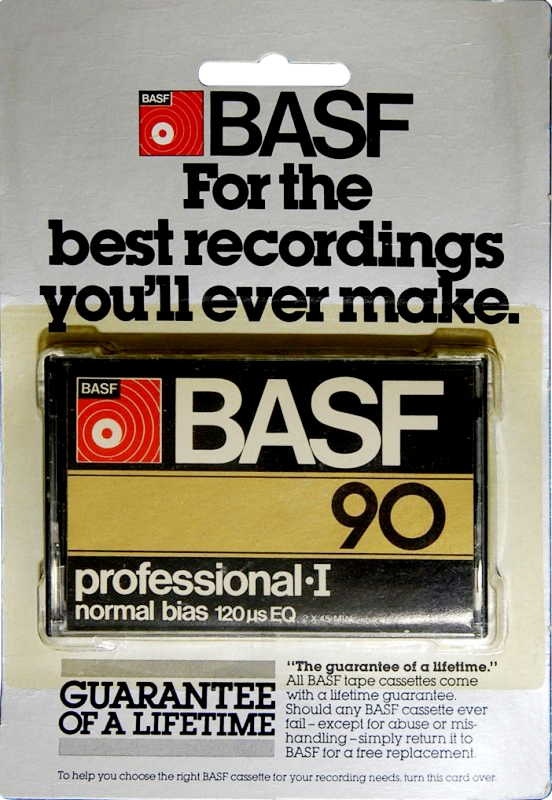 BASF
BASF
For the
best recordings
you'll ever make.
BASF
BASF
90
professional·I
normal bias 120 µs EQ 2 X 45 MIN
GUARANTEE
OF A LIFETIME
"The guarantee of a lifetime."
All BASF tape cassettes come
with a lifetime guarantee.
Should any BASF cassette ever
fail – except for abuse or mis-
handling – simply return it to
BASF for a free replacement.
To help you choose the right BASF cassette for your recording needs, turn this card over.